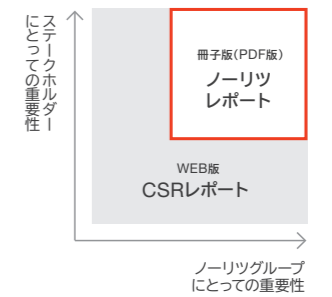 ステークホルダー
にとっての重要性
冊子版(PDF版)
ノーリツ
レポート
WEB版
CSRレポート
ノーリツグループ
にとっての重要性